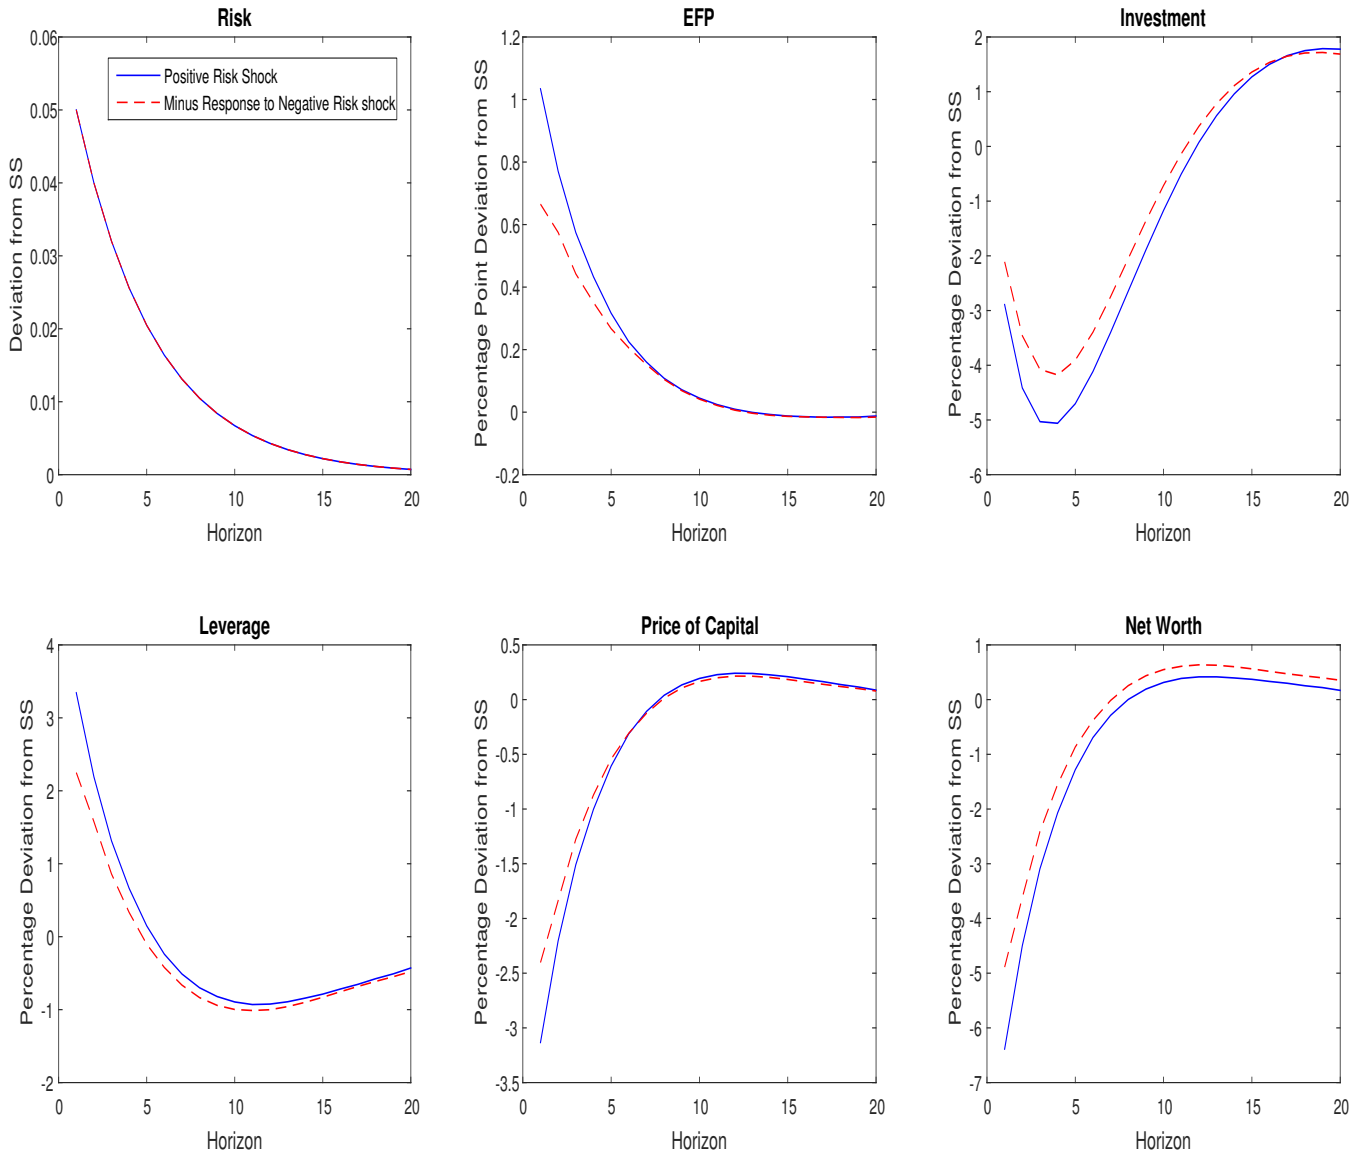 Risk
0.06
0.05
0.04
0.03
0.02
0.01
0
Deviation from SS
Positive Risk Shock
Minus Response to Negative Risk shock
0 5 10 15 20
Horizon
EFP
1.2
1
0.8
0.6
0.4
0.2
0
-0.2
Percentage Point Deviation from SS
0 5 10 15 20
Horizon
Investment
2
1
0
-1
-2
-3
-4
-5
-6
Percentage Deviation from SS
0 5 10 15 20
Horizon
Leverage
4
3
2
1
0
-1
-2
Percentage Deviation from SS
0 5 10 15 20
Horizon
Price of Capital
0.5
0
-0.5
-1
-1.5
-2
-2.5
-3
-3.5
Percentage Deviation from SS
0 5 10 15 20
Horizon
Net Worth
1
0
-1
-2
-3
-4
-5
-6
-7
Percentage Deviation from SS
0 5 10 15 20
Horizon